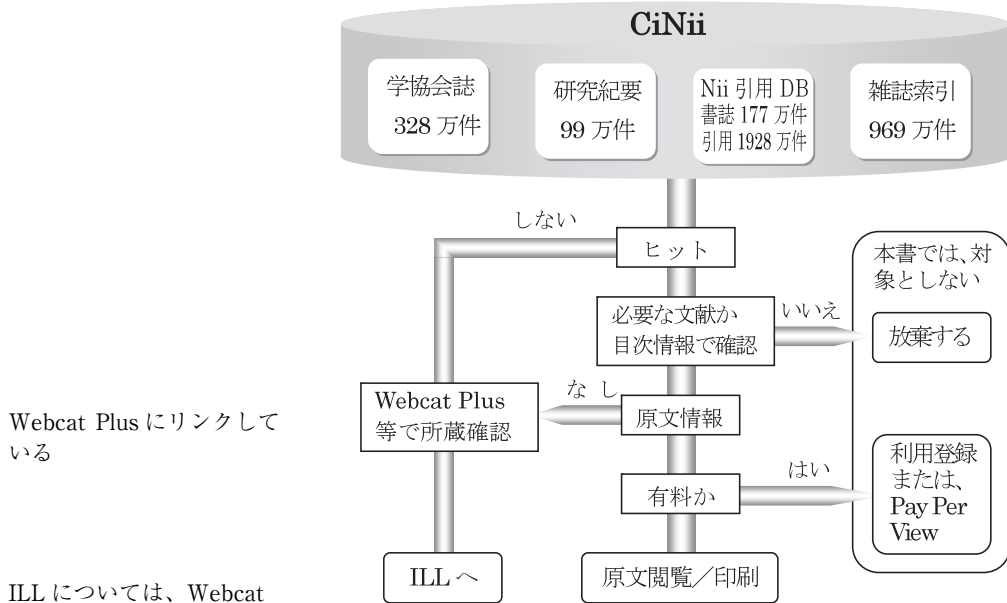 CiNii
学協会誌
328 万件
研究紀要
99 万件
Nii 引用 DB
書誌 177 万件
引用 1928 万件
雑誌索引
969 万件
しない
ヒット
本書では、対
象としない
必要な文献か
目次情報で確認
いいえ
放棄する
Webcat Plus にリンクして
いる
Webcat Plus
等で所蔵確認
な し
原文情報
有料か
はい
利用登録
または、
Pay Per
View
ILL へ
原文閲覧／印刷
ILL については、Webcat